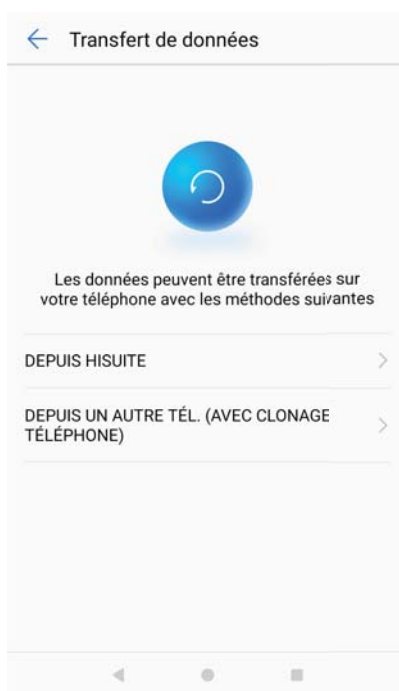 Transfert de données
Les données peuvent être transférées sur
votre téléphone avec les méthodes suivantes
DEPUIS HISUITE
DEPUIS UN AUTRE TÉL. (AVEC CLONAGE
TÉLÉPHONE)